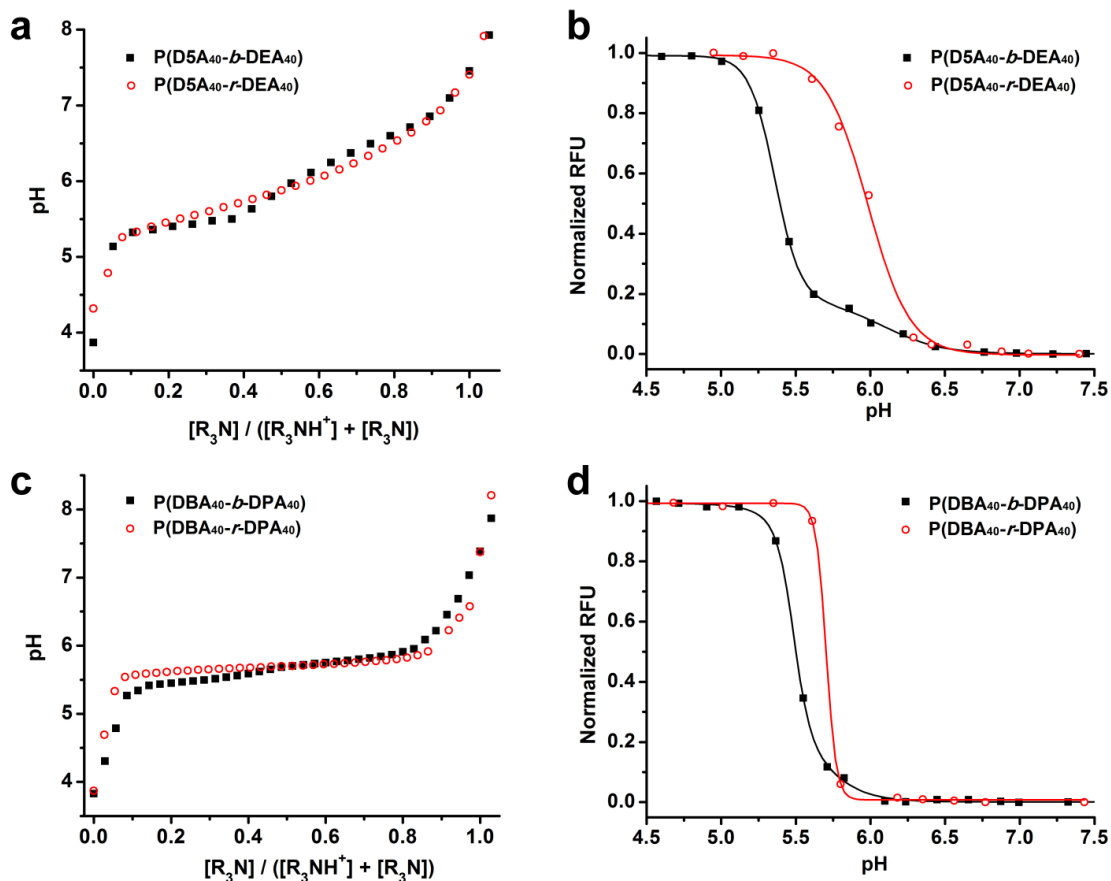 a
8
7
6
5
4
pH
P(D5A₄₀-b-DEA₄₀)
P(D5A₄₀-r-DEA₄₀)
0.0 0.2 0.4 0.6 0.8 1.0
[R₃N] / ([R₃NH⁺] + [R₃N])
b
1.0
0.8
0.6
0.4
0.2
0.0
Normalized RFU
P(D5A₄₀-b-DEA₄₀)
P(D5A₄₀-r-DEA₄₀)
4.5 5.0 5.5 6.0 6.5 7.0 7.5
pH
c
8
7
6
5
4
pH
P(DBA₄₀-b-DPA₄₀)
P(DBA₄₀-r-DPA₄₀)
0.0 0.2 0.4 0.6 0.8 1.0
[R₃N] / ([R₃NH⁺] + [R₃N])
d
1.0
0.8
0.6
0.4
0.2
0.0
Normalized RFU
P(DBA₄₀-b-DPA₄₀)
P(DBA₄₀-r-DPA₄₀)
4.5 5.0 5.5 6.0 6.5 7.0 7.5
pH